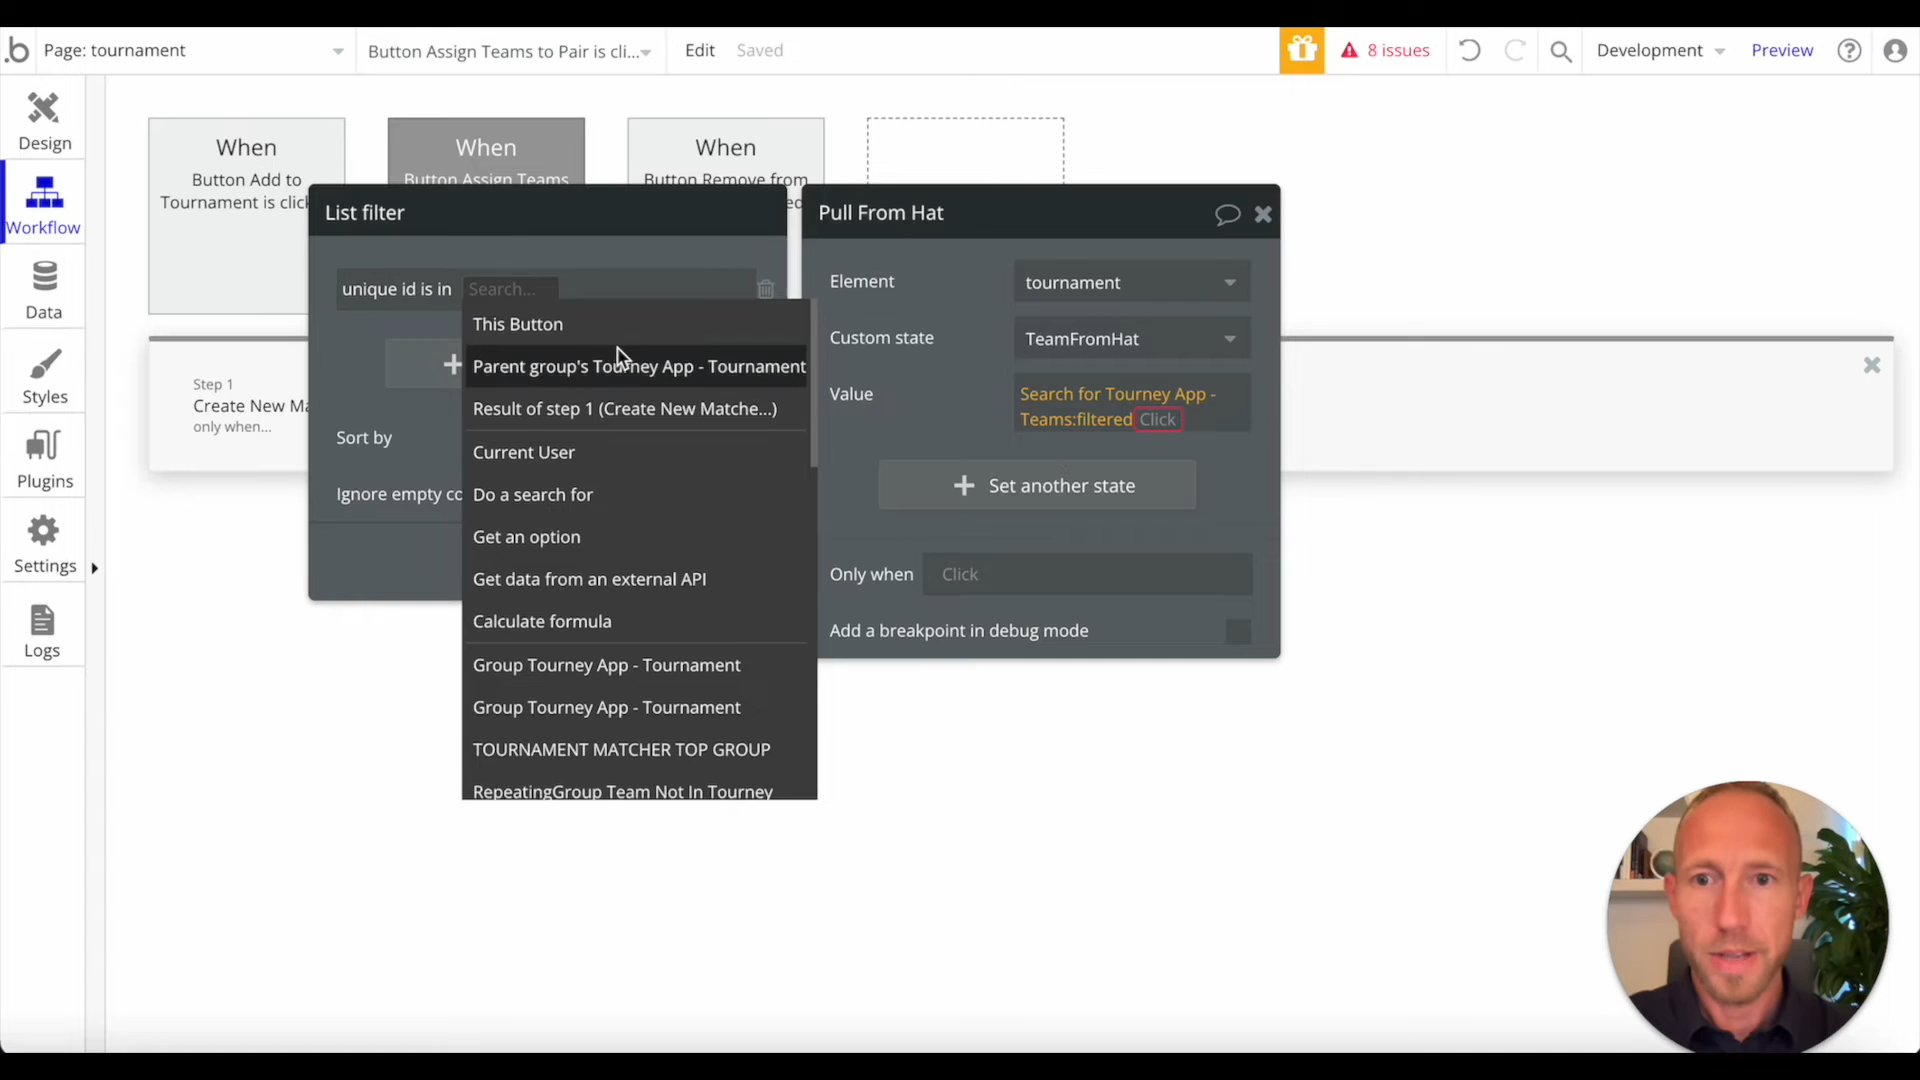 Page: tournament
Button Assign Teams to Pair is cli...
Edit
Saved
8 issues
Development
Preview
Design
Workflow
Data
Styles
Plugins
Settings
Logs
When
Button Add to
Tournament is click
When
Button Assign Teams
When
Button Remove from
Step 1
Create New Ma
only when...
List filter
unique id is in
Search...
Sort by
Ignore empty co
This Button
Parent group's Tourney App - Tournament
Result of step 1 (Create New Matche...)
Current User
Do a search for
Get an option
Get data from an external API
Calculate formula
Group Tourney App - Tournament
Group Tourney App - Tournament
TOURNAMENT MATCHER TOP GROUP
RepeatingGroup Team Not In Tourney
Pull From Hat
Element
tournament
Custom state
TeamFromHat
Value
Search for Tourney App -
Teams:filtered Click
Set another state
Only when
Click
Add a breakpoint in debug mode